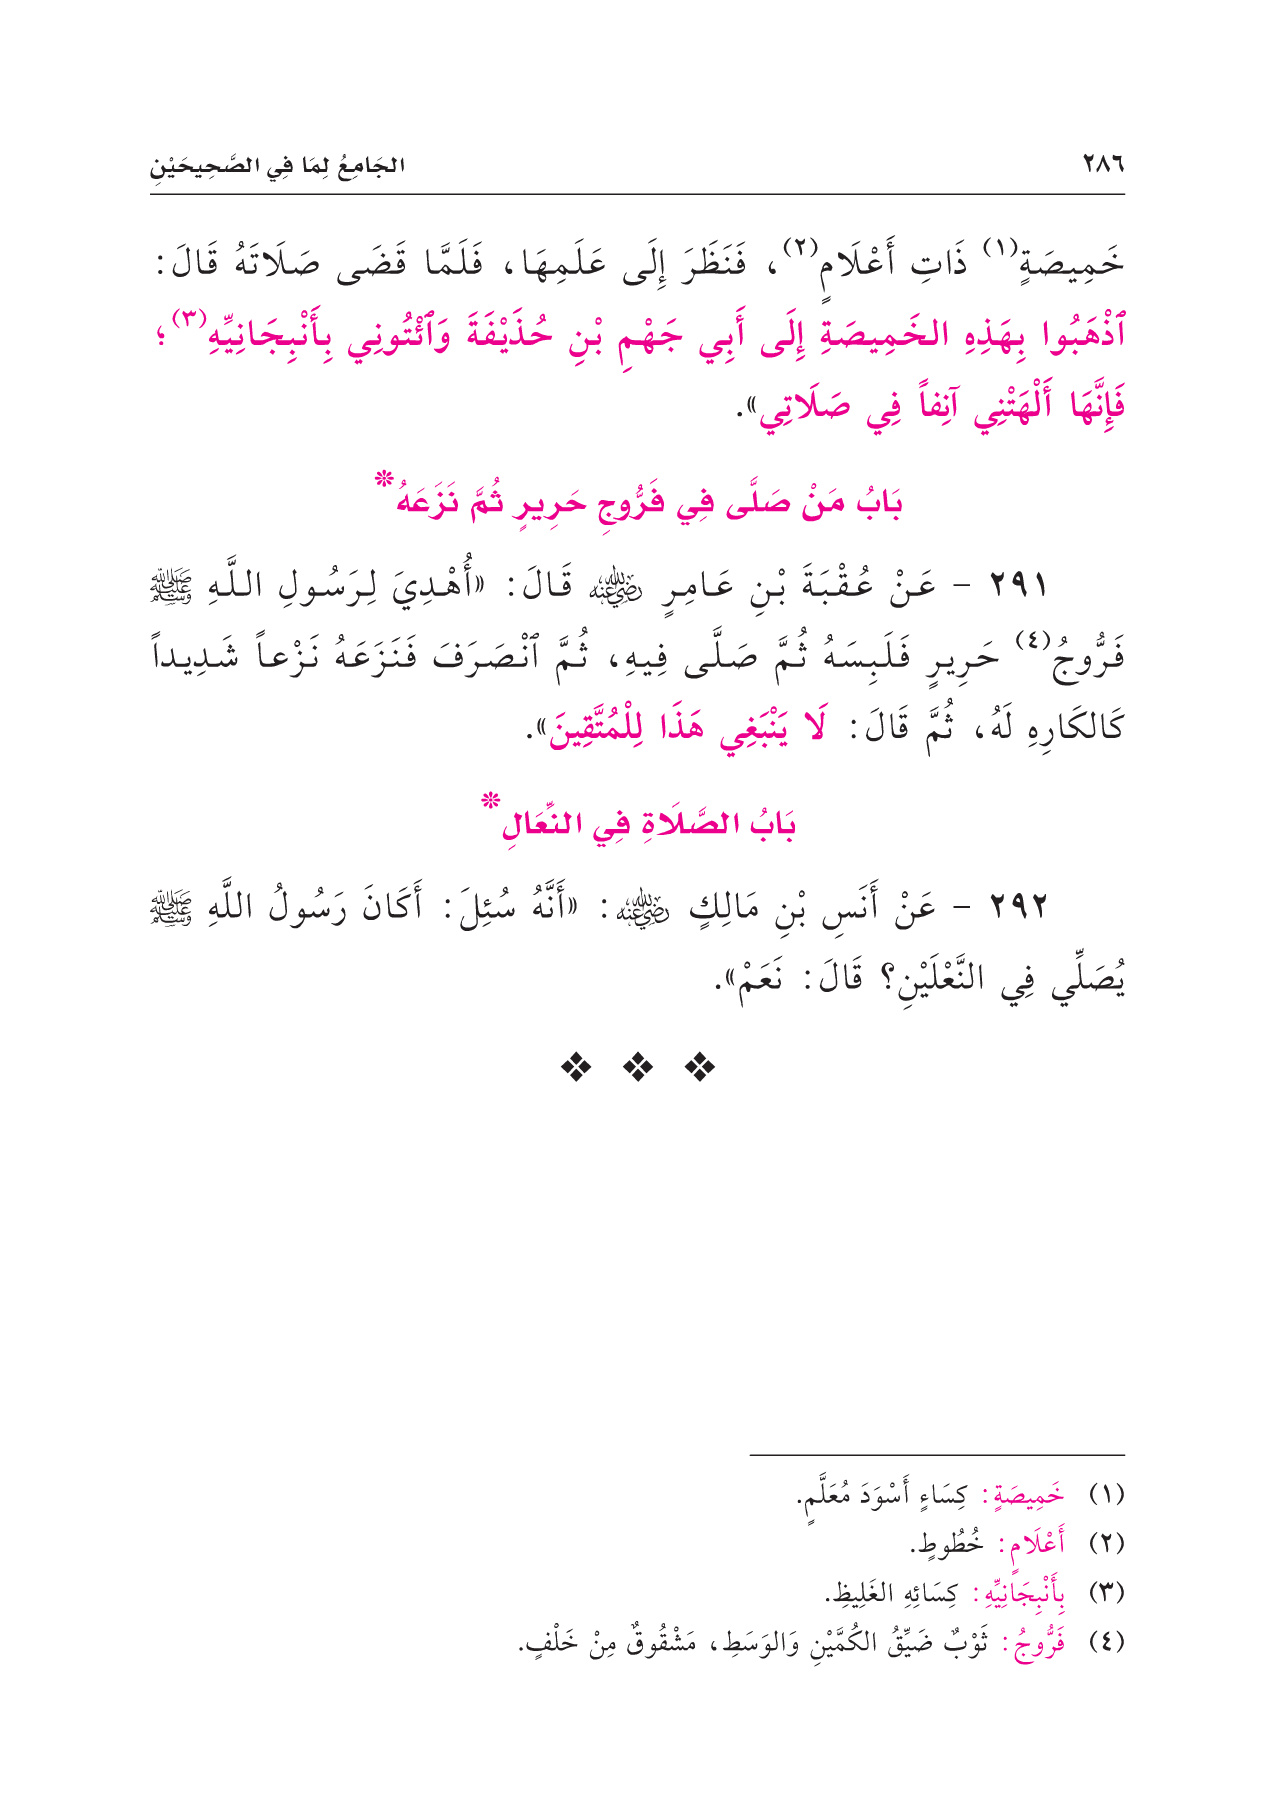 ٢٨٦ الجَامِعُ لِمَا فِي الصَّحِيحَيْنِ
خَمِيصَةٍ(١) ذَاتِ أَعْلَامٍ(٢)، فَنَظَرَ إِلَى عَلَمِهَا، فَلَمَّا قَضَى صَلَاتَهُ قَالَ:
ٱذْهَبُوا بِهَذِهِ الخَمِيصَةِ إِلَى أَبِي جَهْمِ بْنِ حُذَيْفَةَ وَٱئْتُونِي بِأَنْبِجَانِيِّهِ(٣)؛
فَإِنَّهَا أَلْهَتْنِي آنِفاً فِي صَلَاتِي».
بَابُ مَنْ صَلَّى فِي فَرُّوجِ حَرِيرٍ ثُمَّ نَزَعَهُ*
٢٩١ - عَنْ عُقْبَةَ بْنِ عَامِرٍ رضي الله عنه قَالَ: «أُهْدِيَ لِرَسُولِ اللَّهِ ﷺ
فَرُّوجُ(٤) حَرِيرٍ فَلَبِسَهُ ثُمَّ صَلَّى فِيهِ، ثُمَّ ٱنْصَرَفَ فَنَزَعَهُ نَزْعاً شَدِيداً
كَالكَارِهِ لَهُ، ثُمَّ قَالَ: لَا يَنْبَغِي هَذَا لِلْمُتَّقِينَ».
بَابُ الصَّلَاةِ فِي النِّعَالِ*
٢٩٢ - عَنْ أَنَسِ بْنِ مَالِكٍ رضي الله عنه: «أَنَّهُ سُئِلَ: أَكَانَ رَسُولُ اللَّهِ ﷺ
يُصَلِّي فِي النَّعْلَيْنِ؟ قَالَ: نَعَمْ».
❖ ❖ ❖
(١) خَمِيصَةٍ: كِسَاءٍ أَسْوَدَ مُعَلَّمٍ.
(٢) أَعْلَامٍ: خُطُوطٍ.
(٣) بِأَنْبِجَانِيِّهِ: كِسَائِهِ الغَلِيظِ.
(٤) فَرُّوجُ: ثَوْبٌ ضَيِّقُ الكُمَّيْنِ وَالوَسَطِ، مَشْقُوقٌ مِنْ خَلْفٍ.